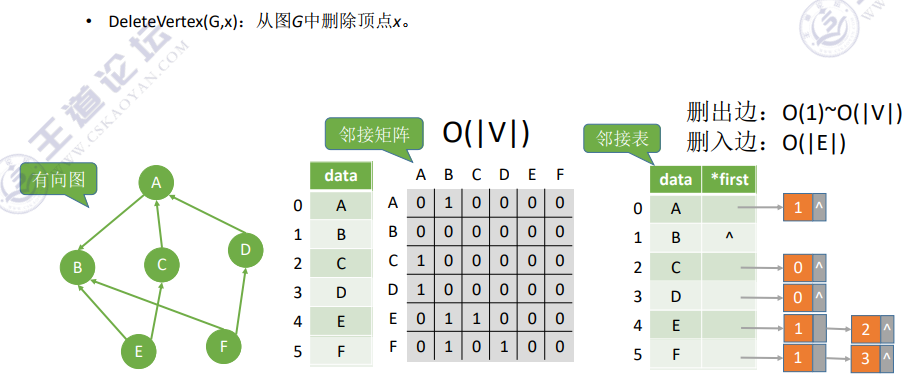 • DeleteVertex(G,x)：从图G中删除顶点x。
王道论坛
WWW.CSKAOYAN.COM
有向图
A
B
C
D
E
F
邻接矩阵
O(|V|)
data
0 A
1 B
2 C
3 D
4 E
5 F
A B C D E F
A 0 1 0 0 0 0
B 0 0 0 0 0 0
C 1 0 0 0 0 0
D 1 0 0 0 0 0
E 0 1 1 0 0 0
F 0 1 0 1 0 0
邻接表
删出边：O(1)~O(|V|)
删入边：O(|E|)
data *first
0 A 1 ^
1 B ^
2 C 0 ^
3 D 0 ^
4 E 1 2 ^
5 F 1 3 ^